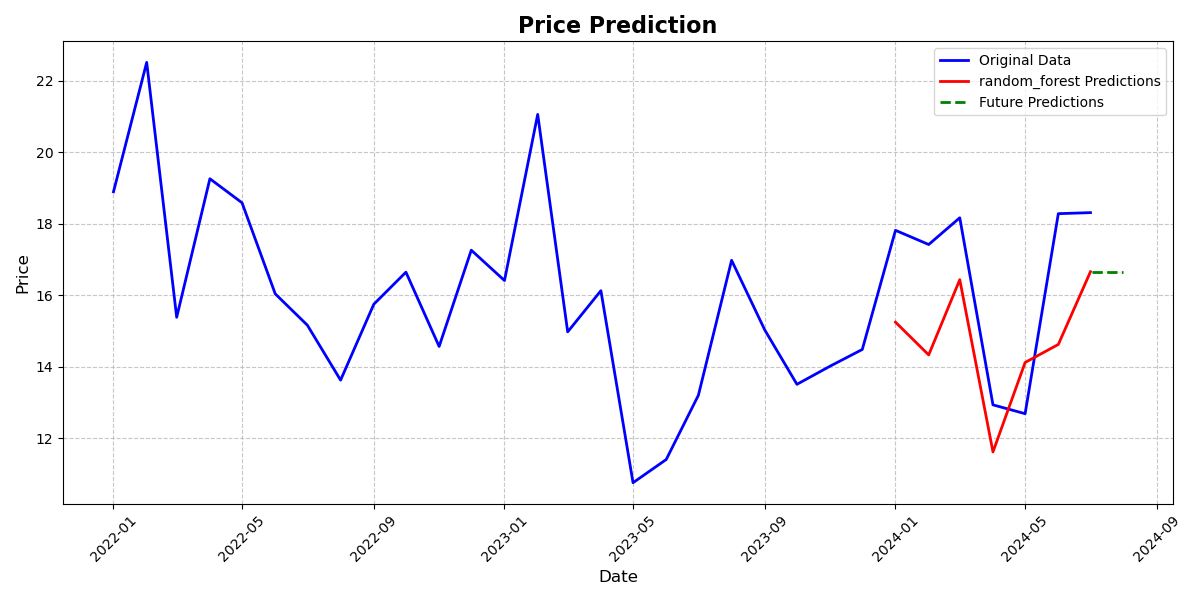 Price Prediction
Original Data
random_forest Predictions
Future Predictions
Price
22
20
18
16
14
12
2022-01
2022-05
2022-09
2023-01
2023-05
2023-09
2024-01
2024-05
2024-09
Date